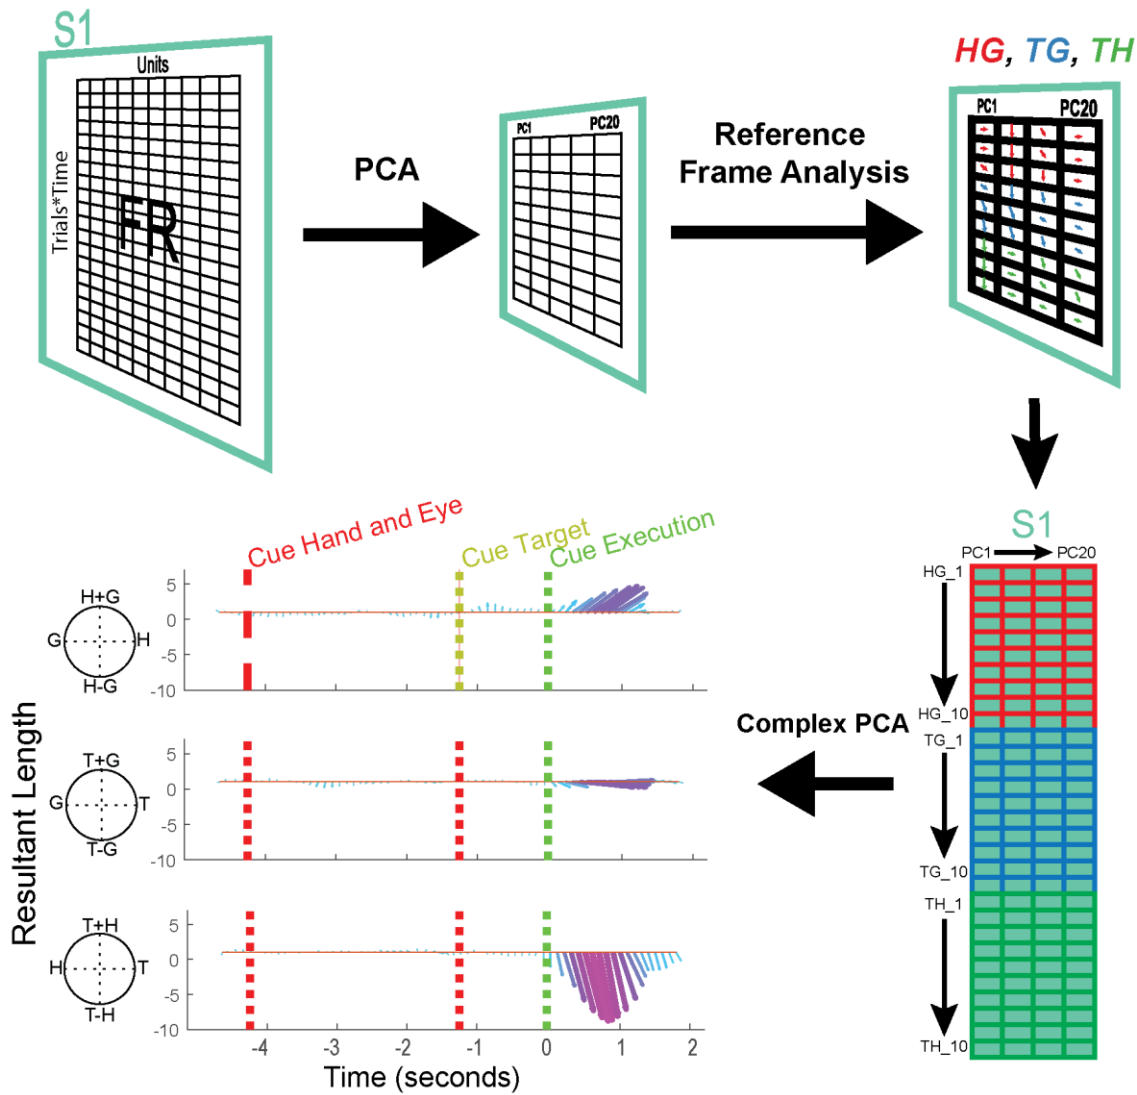 S1
Units
Trials*Time
FR
PCA
PC1 PC20
Reference
Frame Analysis
HG, TG, TH
PC1 PC20
S1
PC1 PC20
HG_1
HG_10
TG_1
TG_10
TH_1
TH_10
Complex PCA
Cue Hand and Eye
Cue Target
Cue Execution
Resultant Length
H+G
G H
H-G
5
0
-5
-10
T+G
G T
T-G
5
0
-5
-10
T+H
H T
T-H
5
0
-5
-10
-4 -3 -2 -1 0 1 2
Time (seconds)